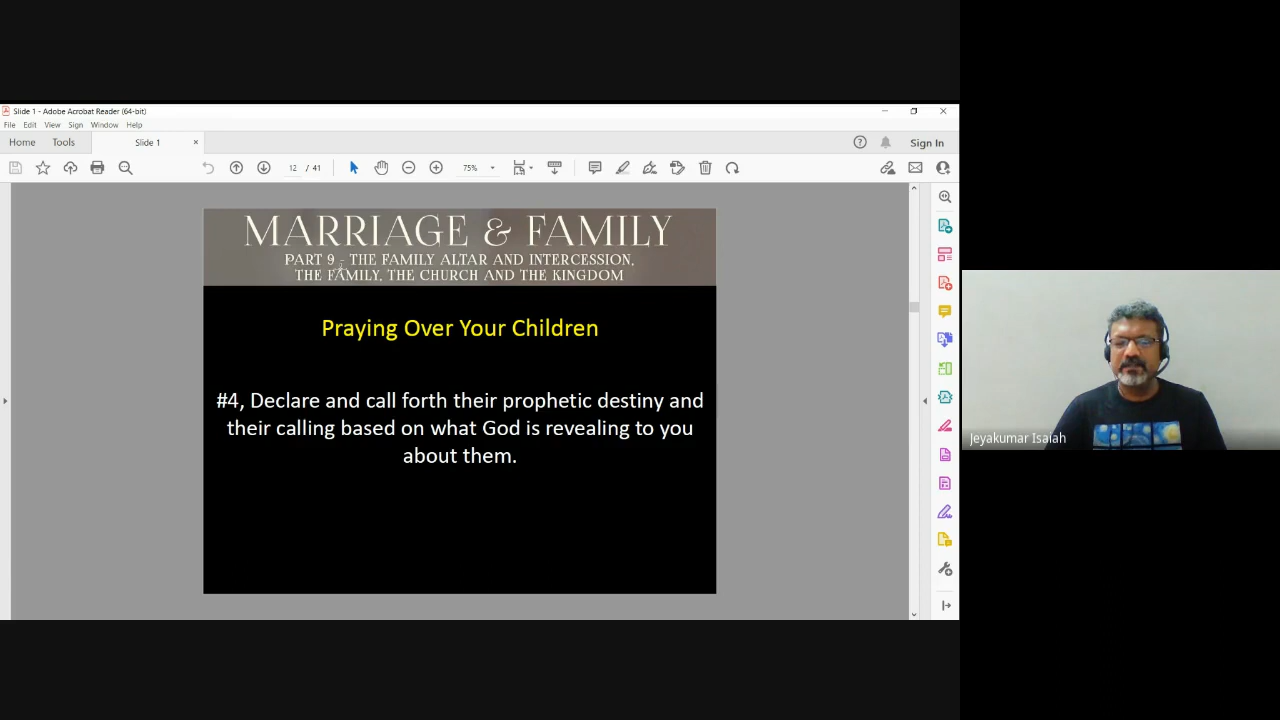 Slide 1 - Adobe Acrobat Reader (64-bit)
File Edit View Sign Window Help
Home Tools Slide 1 × Sign In
12 / 41 75%
MARRIAGE & FAMILY
PART 9 - THE FAMILY ALTAR AND INTERCESSION,
THE FAMILY, THE CHURCH AND THE KINGDOM
Praying Over Your Children
#4, Declare and call forth their prophetic destiny and
their calling based on what God is revealing to you
about them.
Jeyakumar Isaiah